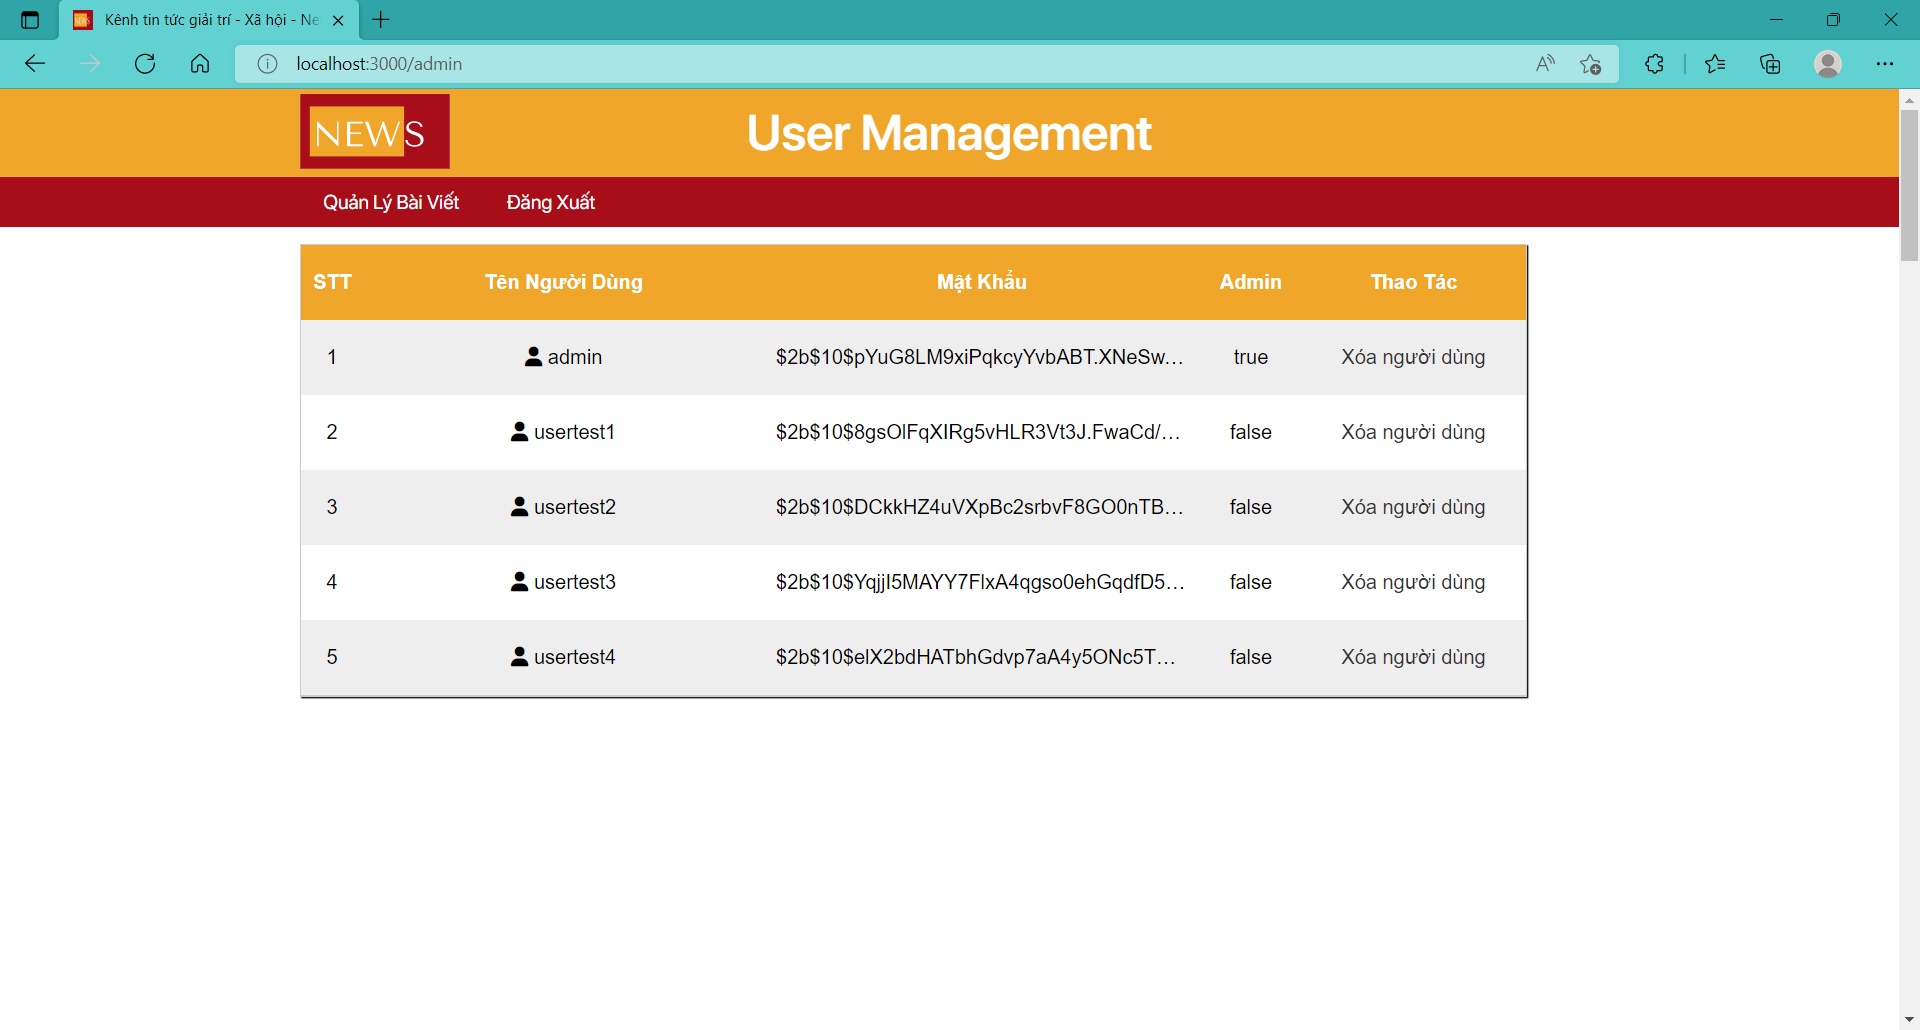 Kênh tin tức giải trí - Xã hội - Ne
localhost:3000/admin
NEWS
User Management
Quản Lý Bài Viết Đăng Xuất
STT Tên Người Dùng Mật Khẩu Admin Thao Tác
1 admin $2b$10$pYuG8LM9xiPqkcyYvbABT.XNeSw... true Xóa người dùng
2 usertest1 $2b$10$8gsOlFqXIRg5vHLR3Vt3J.FwaCd/... false Xóa người dùng
3 usertest2 $2b$10$DCkkHZ4uVXpBc2srbvF8GO0nTB... false Xóa người dùng
4 usertest3 $2b$10$YqjjI5MAYY7FlxA4qgso0ehGqdfD5... false Xóa người dùng
5 usertest4 $2b$10$elX2bdHATbhGdvp7aA4y5ONc5T... false Xóa người dùng